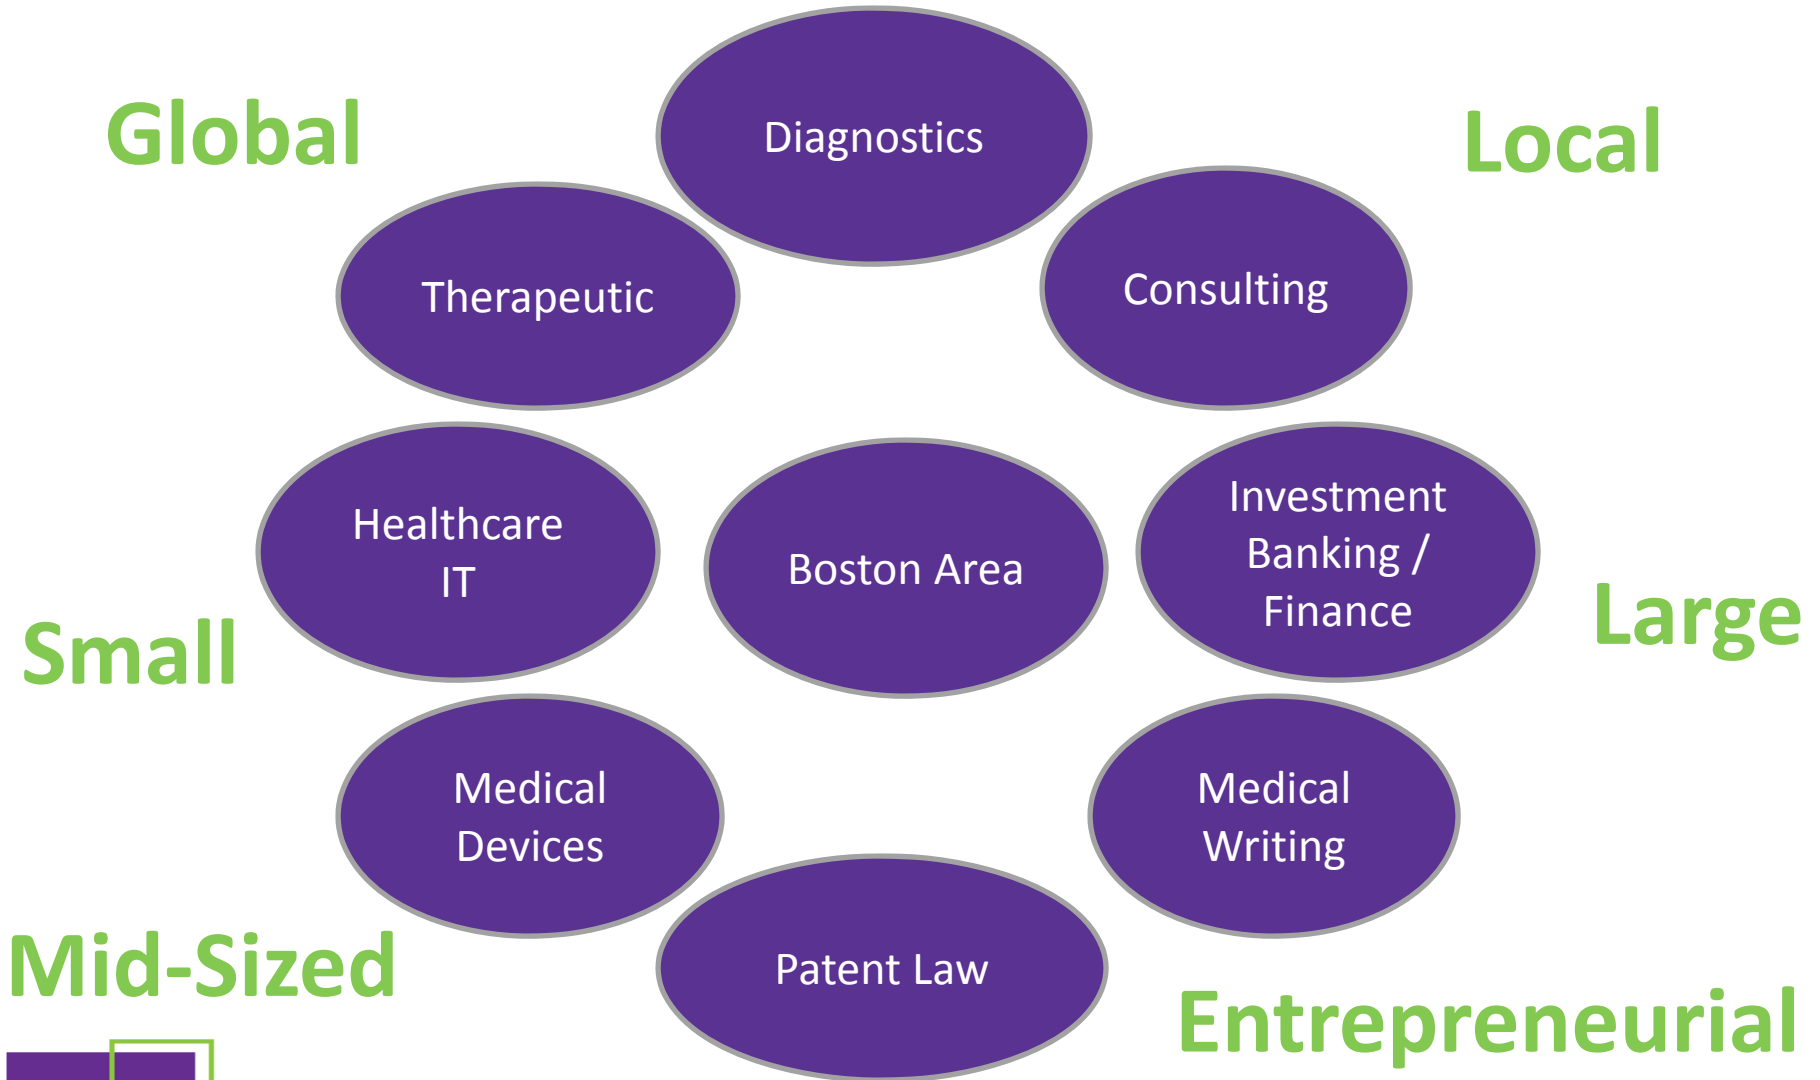 Global
Diagnostics
Local
Therapeutic
Consulting
Healthcare
IT
Boston Area
Investment
Banking /
Finance
Small
Large
Medical
Devices
Medical
Writing
Mid-Sized
Patent Law
Entrepreneurial